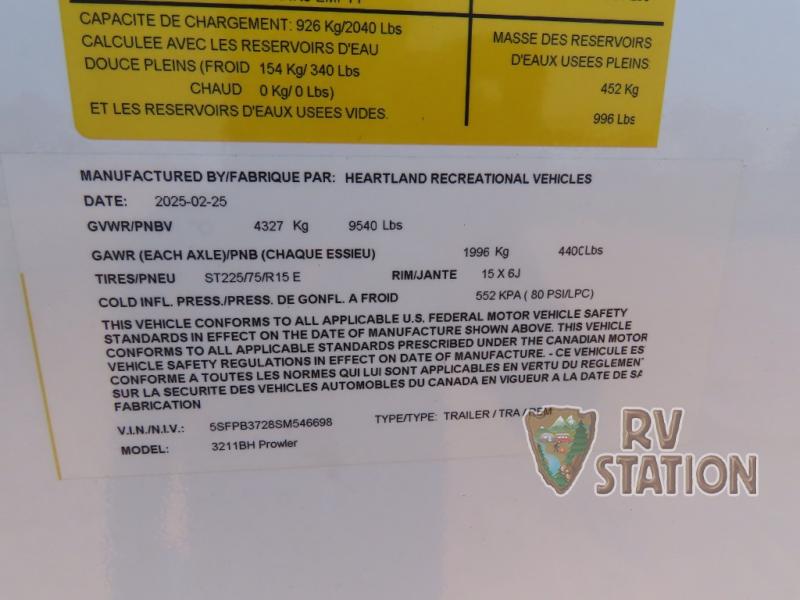 CAPACITE DE CHARGEMENT: 926 Kg/2040 Lbs
CALCULEE AVEC LES RESERVOIRS D'EAU
DOUCE PLEINS (FROID 154 Kg/ 340 Lbs
CHAUD 0 Kg/ 0 Lbs)
ET LES RESERVOIRS D'EAU USEES VIDES.
MASSE DES RESERVOIRS
D'EAUX USEES PLEINS
452 Kg
996 Lbs
MANUFACTURED BY/FABRIQUE PAR: HEARTLAND RECREATIONAL VEHICLES
DATE: 2025-02-25
GVWR/PNBV 4327 Kg 9540 Lbs
GAWR (EACH AXLE)/PNB (CHAQUE ESSIEU) 1996 Kg 4400 Lbs
TIRES/PNEU ST225/75/R15 E RIM/JANTE 15 X 6J
COLD INFL. PRESS./PRESS. DE GONFL. A FROID 552 KPA ( 80 PSI/LPC)
THIS VEHICLE CONFORMS TO ALL APPLICABLE U.S. FEDERAL MOTOR VEHICLE SAFETY
STANDARDS IN EFFECT ON THE DATE OF MANUFACTURE SHOWN ABOVE. THIS VEHICLE
CONFORMS TO ALL APPLICABLE STANDARDS PRESCRIBED UNDER THE CANADIAN MOTOR
VEHICLE SAFETY REGULATIONS IN EFFECT ON DATE OF MANUFACTURE. - CE VEHICULE ES
CONFORME A TOUTES LES NORMES QUI LUI SONT APPLICABLES EN VERTU DU REGLEMEN
SUR LA SECURITE DES VEHICLES AUTOMOBILES DU CANADA EN VIGUEUR A LA DATE DE SA
FABRICATION
V.I.N./N.I.V.: 5SFPB3728SM546698 TYPE/TYPE: TRAILER / TRA / REM
MODEL: 3211BH Prowler
RV
STATION